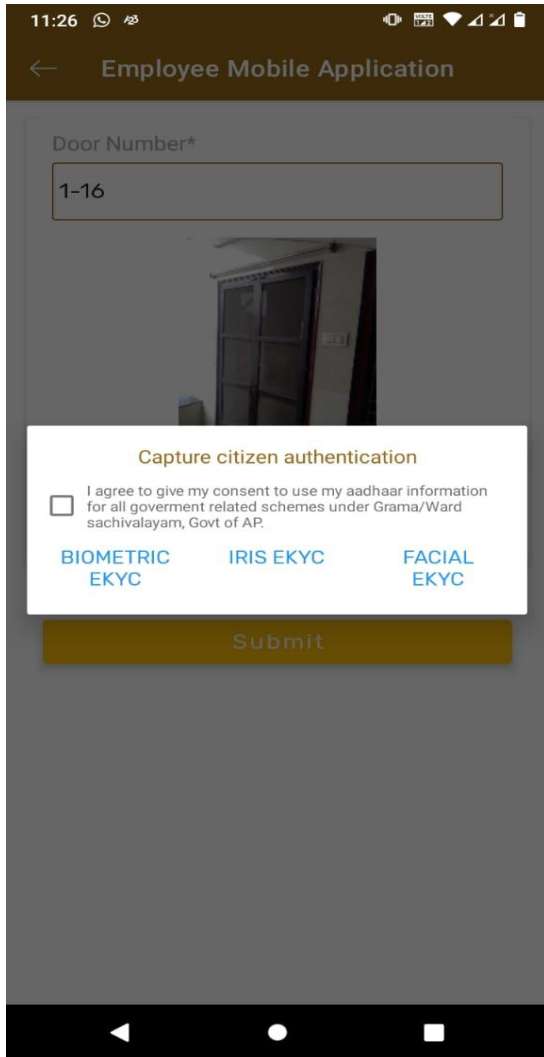 11:26
Employee Mobile Application
Door Number*
1-16
Capture citizen authentication
I agree to give my consent to use my aadhaar information
for all goverment related schemes under Grama/Ward
sachivalayam, Govt of AP.
BIOMETRIC EKYC
IRIS EKYC
FACIAL EKYC
Submit